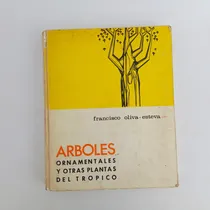 francisco oliva-esteva
ARBOLES
ORNAMENTALES
Y OTRAS PLANTAS
DEL TROPICO